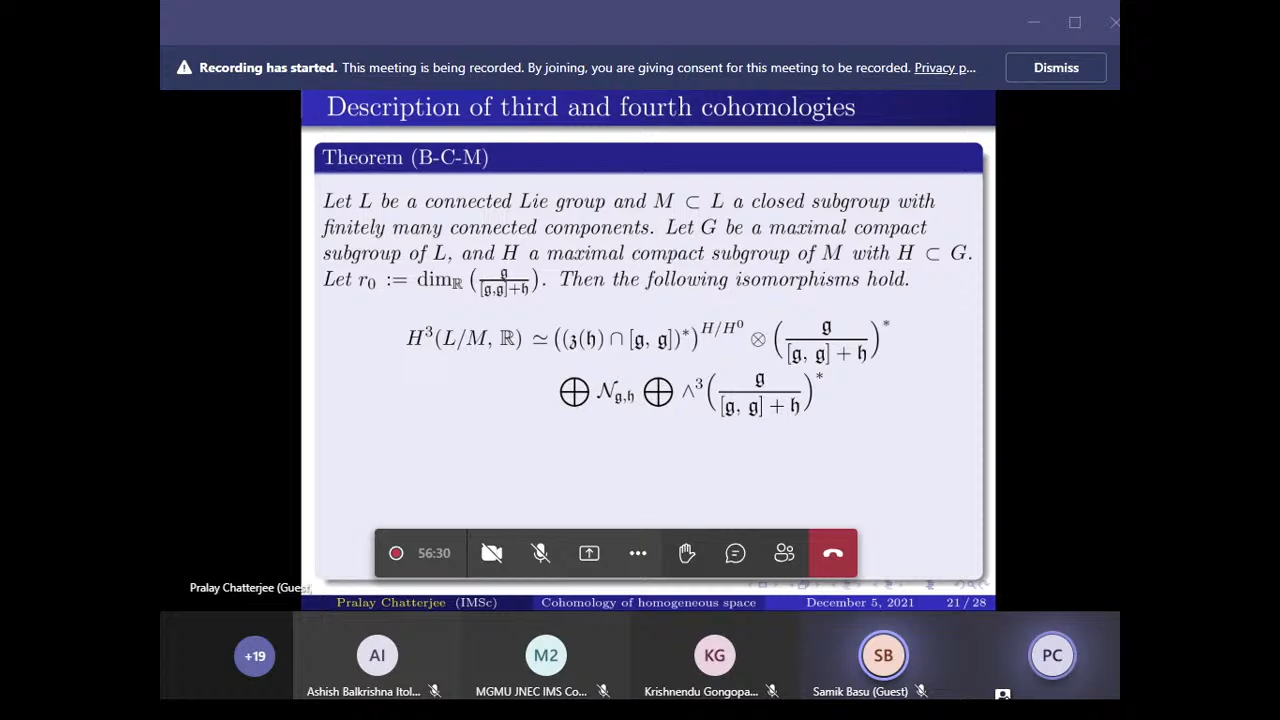 Recording has started. This meeting is being recorded. By joining, you are giving consent for this meeting to be recorded. Privacy p... Dismiss
Description of third and fourth cohomologies
Theorem (B-C-M)
Let L be a connected Lie group and M ⊂ L a closed subgroup with
finitely many connected components. Let G be a maximal compact
subgroup of L, and H a maximal compact subgroup of M with H ⊂ G.
Let r₀ := dim_ℝ (𝔤/([𝔤,𝔤]+𝔥)). Then the following isomorphisms hold.
H³(L/M, ℝ) ≃ ((𝔷(𝔥) ∩ [𝔤, 𝔤])*)^{H/H⁰} ⊗ (𝔤/([𝔤, 𝔤] + 𝔥))*
⊕ 𝒩_{𝔤,𝔥} ⊕ ∧³(𝔤/([𝔤, 𝔤] + 𝔥))*
56:30
Pralay Chatterjee (Guest)
Pralay Chatterjee (IMSc) Cohomology of homogeneous space December 5, 2021 21 / 28
+19 AI M2 KG SB PC
Ashish Balkrishna Itol... MGMU JNEC IMS Co... Krishnendu Gongopa... Samik Basu (Guest)